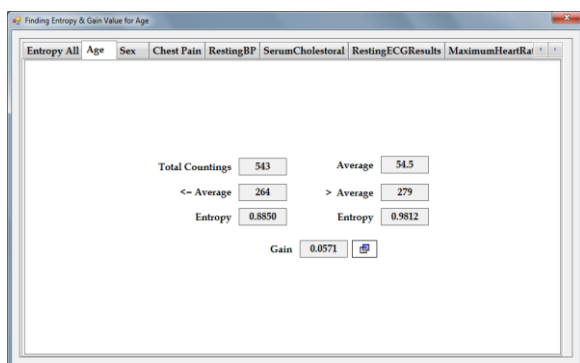 Finding Entropy & Gain Value for Age
Entropy All Age Sex Chest Pain RestingBP SerumCholestoral RestingECGResults MaximumHeartRa
Total Countings 543 Average 54.5
<= Average 264 > Average 279
Entropy 0.8850 Entropy 0.9812
Gain 0.0571